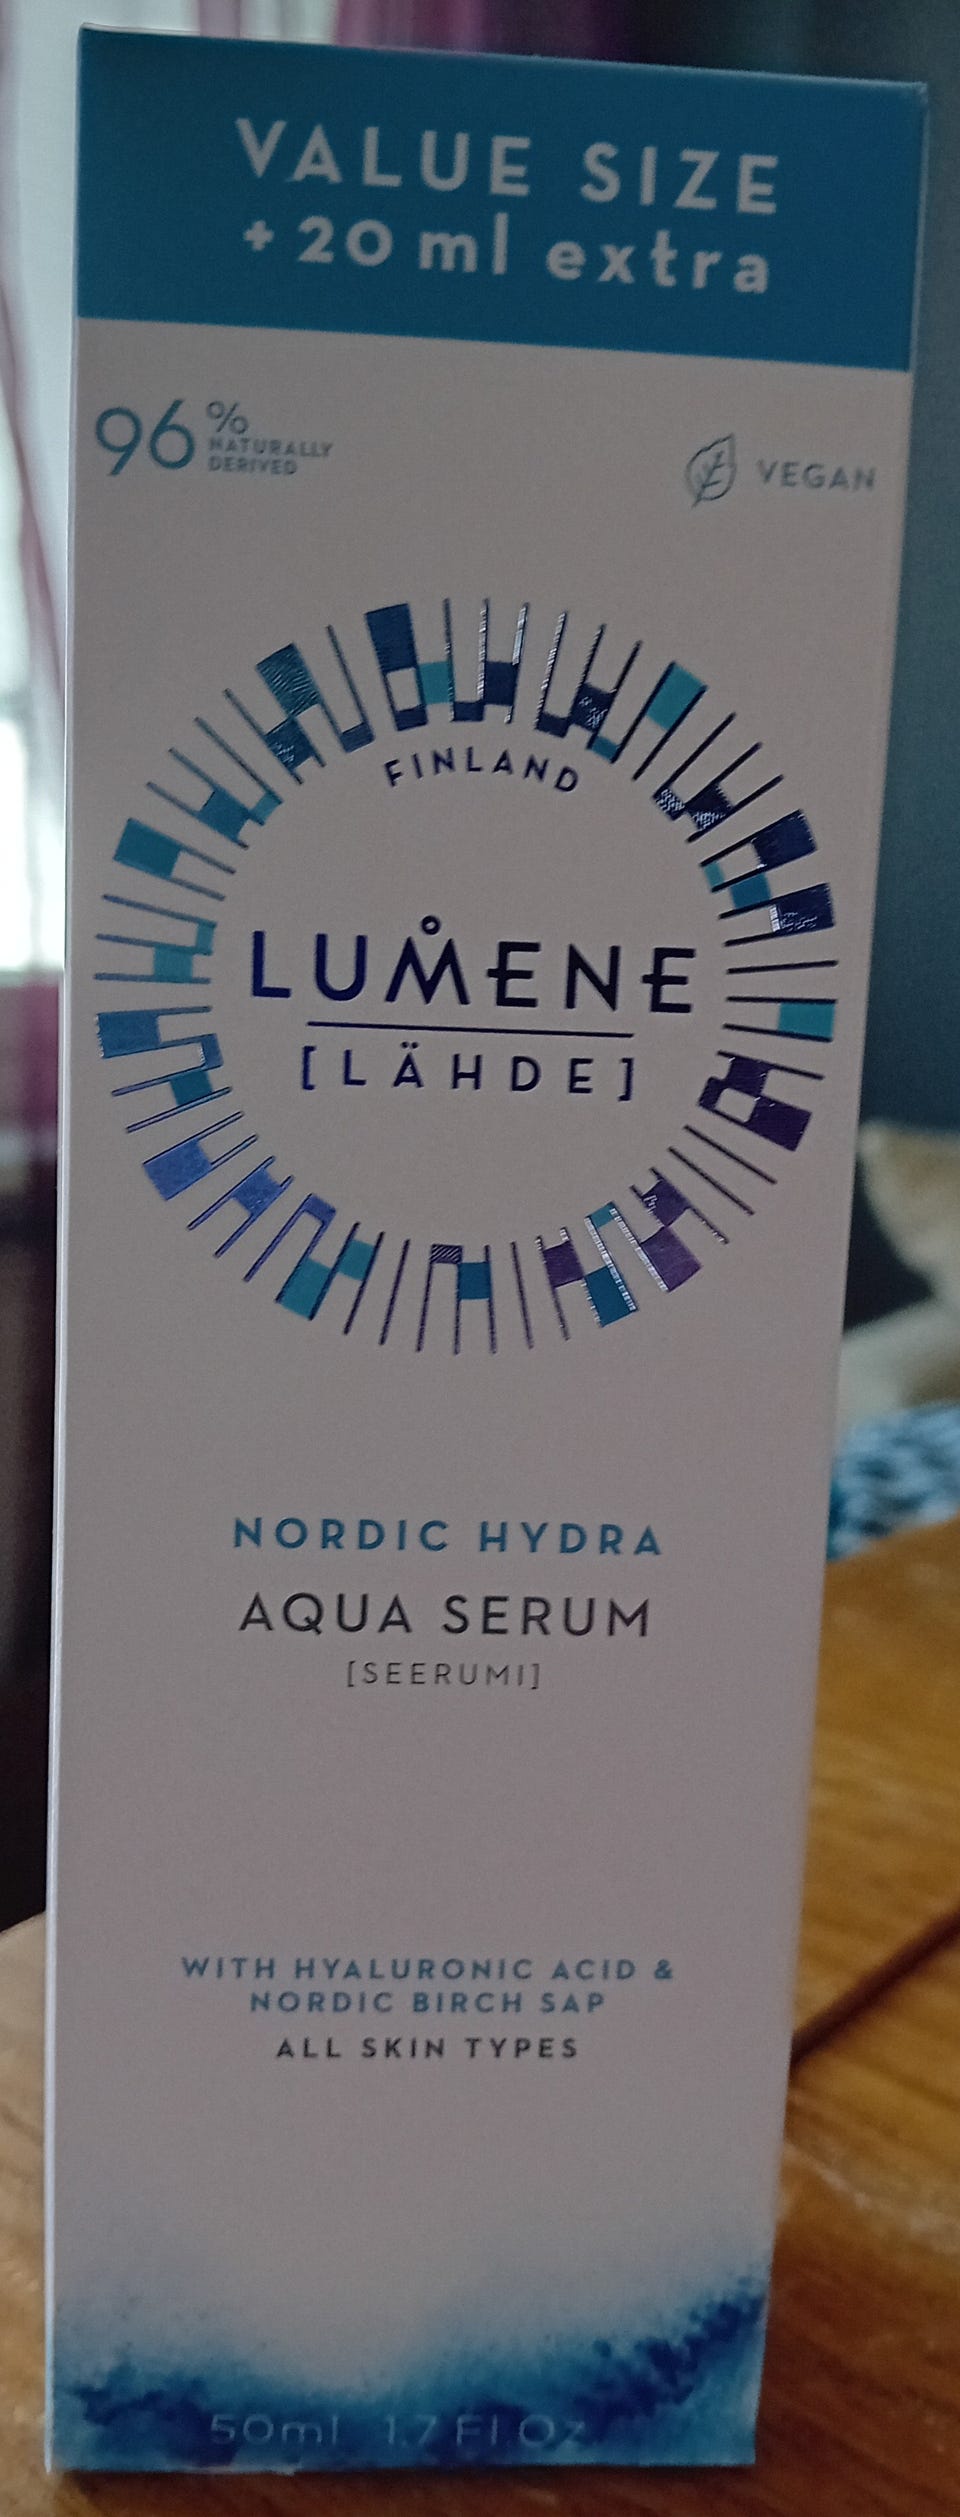 VALUE SIZE
+ 20 ml extra
96%
NATURALLY
DERIVED
VEGAN
FINLAND
LUMENE
[LÄHDE]
NORDIC HYDRA
AQUA SERUM
[SEERUMI]
WITH HYALURONIC ACID &
NORDIC BIRCH SAP
ALL SKIN TYPES
50ml 1.7 Fl.Oz.